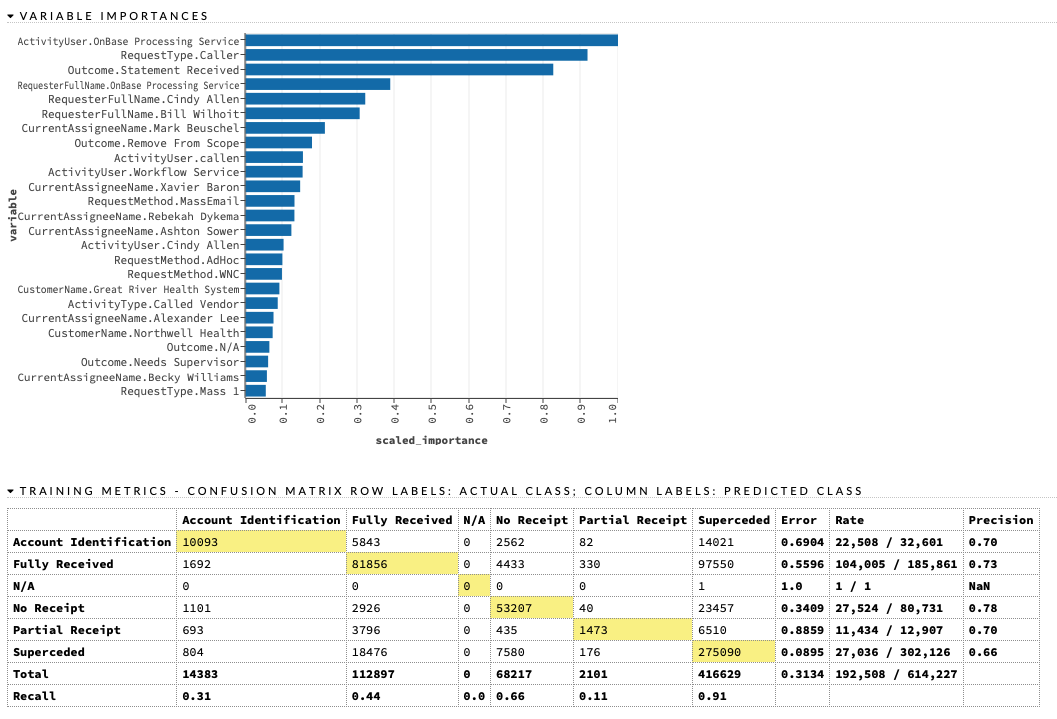 VARIABLE IMPORTANCES
ActivityUser.OnBase Processing Service
RequestType.Caller
Outcome.Statement Received
RequesterFullName.OnBase Processing Service
RequesterFullName.Cindy Allen
RequesterFullName.Bill Wilhoit
CurrentAssigneeName.Mark Beuschel
Outcome.Remove From Scope
ActivityUser.callen
ActivityUser.Workflow Service
CurrentAssigneeName.Xavier Baron
RequestMethod.MassEmail
CurrentAssigneeName.Rebekah Dykema
CurrentAssigneeName.Ashton Sower
ActivityUser.Cindy Allen
RequestMethod.AdHoc
RequestMethod.WNC
CustomerName.Great River Health System
ActivityType.Called Vendor
CurrentAssigneeName.Alexander Lee
CustomerName.Northwell Health
Outcome.N/A
Outcome.Needs Supervisor
CurrentAssigneeName.Becky Williams
RequestType.Mass 1
variable
0.0 0.1 0.2 0.3 0.4 0.5 0.6 0.7 0.8 0.9 1.0
scaled_importance
TRAINING METRICS - CONFUSION MATRIX ROW LABELS: ACTUAL CLASS; COLUMN LABELS: PREDICTED CLASS
Account Identification Fully Received N/A No Receipt Partial Receipt Superceded Error Rate Precision
Account Identification 10093 5843 0 2562 82 14021 0.6904 22,508 / 32,601 0.70
Fully Received 1692 81856 0 4433 330 97550 0.5596 104,005 / 185,861 0.73
N/A 0 0 0 0 0 1 1.0 1 / 1 NaN
No Receipt 1101 2926 0 53207 40 23457 0.3409 27,524 / 80,731 0.78
Partial Receipt 693 3796 0 435 1473 6510 0.8859 11,434 / 12,907 0.70
Superceded 804 18476 0 7580 176 275090 0.0895 27,036 / 302,126 0.66
Total 14383 112897 0 68217 2101 416629 0.3134 192,508 / 614,227
Recall 0.31 0.44 0.0 0.66 0.11 0.91